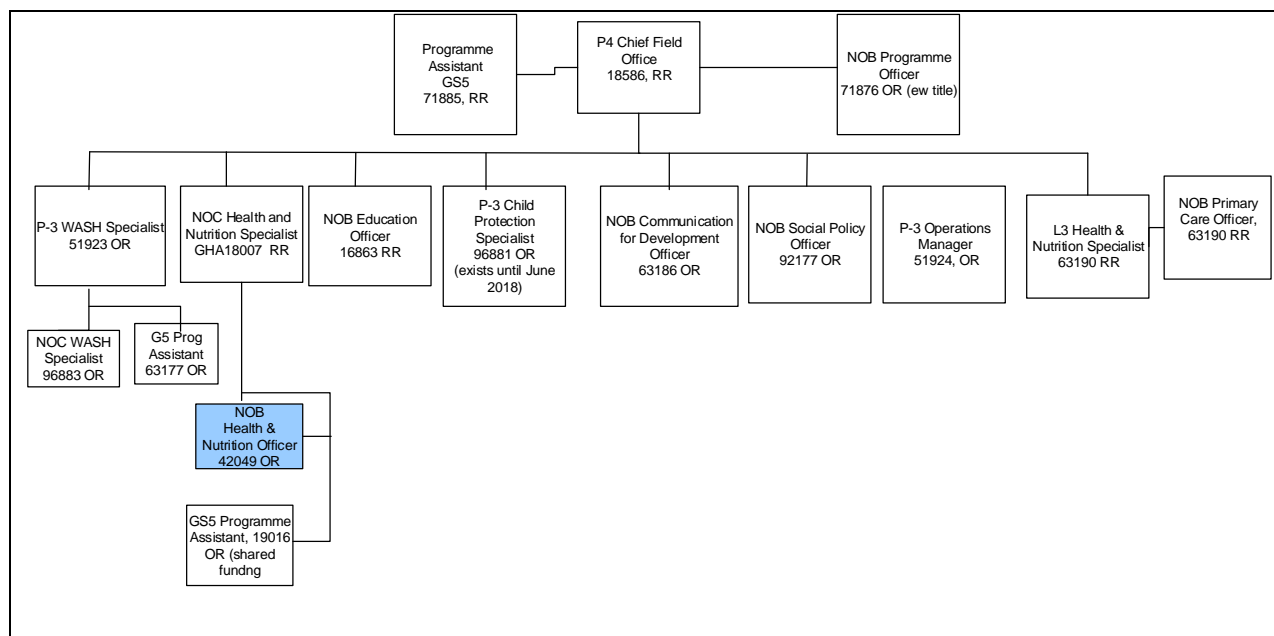 Programme
Assistant
GS5
71885, RR
P4 Chief Field
Office
18586, RR
NOB Programme
Officer
71876 OR (ew title)
P-3 WASH Specialist
51923 OR
NOC Health and
Nutrition Specialist
GHA18007 RR
NOB Education
Officer
16863 RR
P-3 Child
Protection
Specialist
96881 OR
(exists until June
2018)
NOB Communication
for Development
Officer
63186 OR
NOB Social Policy
Officer
92177 OR
P-3 Operations
Manager
51924, OR
L3 Health &
Nutrition Specialist
63190 RR
NOB Primary
Care Officer,
63190 RR
NOC WASH
Specialist
96883 OR
G5 Prog
Assistant
63177 OR
NOB
Health &
Nutrition Officer
42049 OR
GS5 Programme
Assistant, 19016
OR (shared
fundng